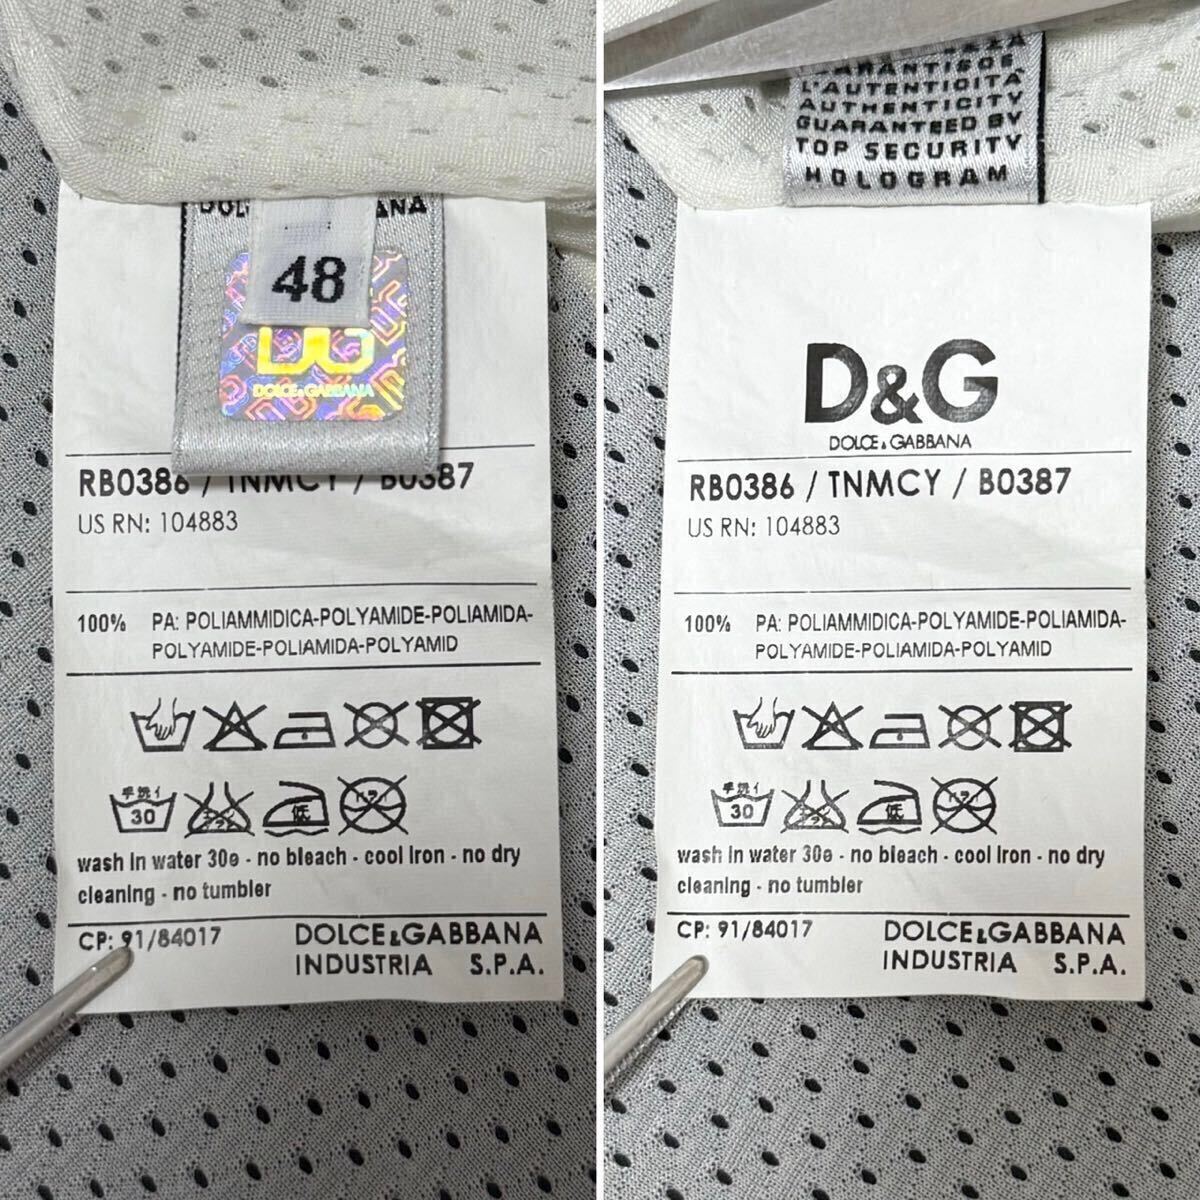 48
DOLCE&GABBANA
RB0386 / TNMCY / B0387
US RN: 104883
100% PA: POLIAMMIDICA-POLYAMIDE-POLIAMIDA-
POLYAMIDE-POLIAMIDA-POLYAMID
手洗イ
30
低
wash in water 30e - no bleach - cool iron - no dry
cleaning - no tumbler
CP: 91/84017
DOLCE&GABBANA
INDUSTRIA S.P.A.
L'AUTENTICITÀ
AUTHENTICITY
GUARANTEED BY
TOP SECURITY
HOLOGRAM
D&G
DOLCE&GABBANA
RB0386 / TNMCY / B0387
US RN: 104883
100% PA: POLIAMMIDICA-POLYAMIDE-POLIAMIDA-
POLYAMIDE-POLIAMIDA-POLYAMID
手洗イ
30
低
wash in water 30e - no bleach - cool iron - no dry
cleaning - no tumbler
CP: 91/84017
DOLCE&GABBANA
INDUSTRIA S.P.A.